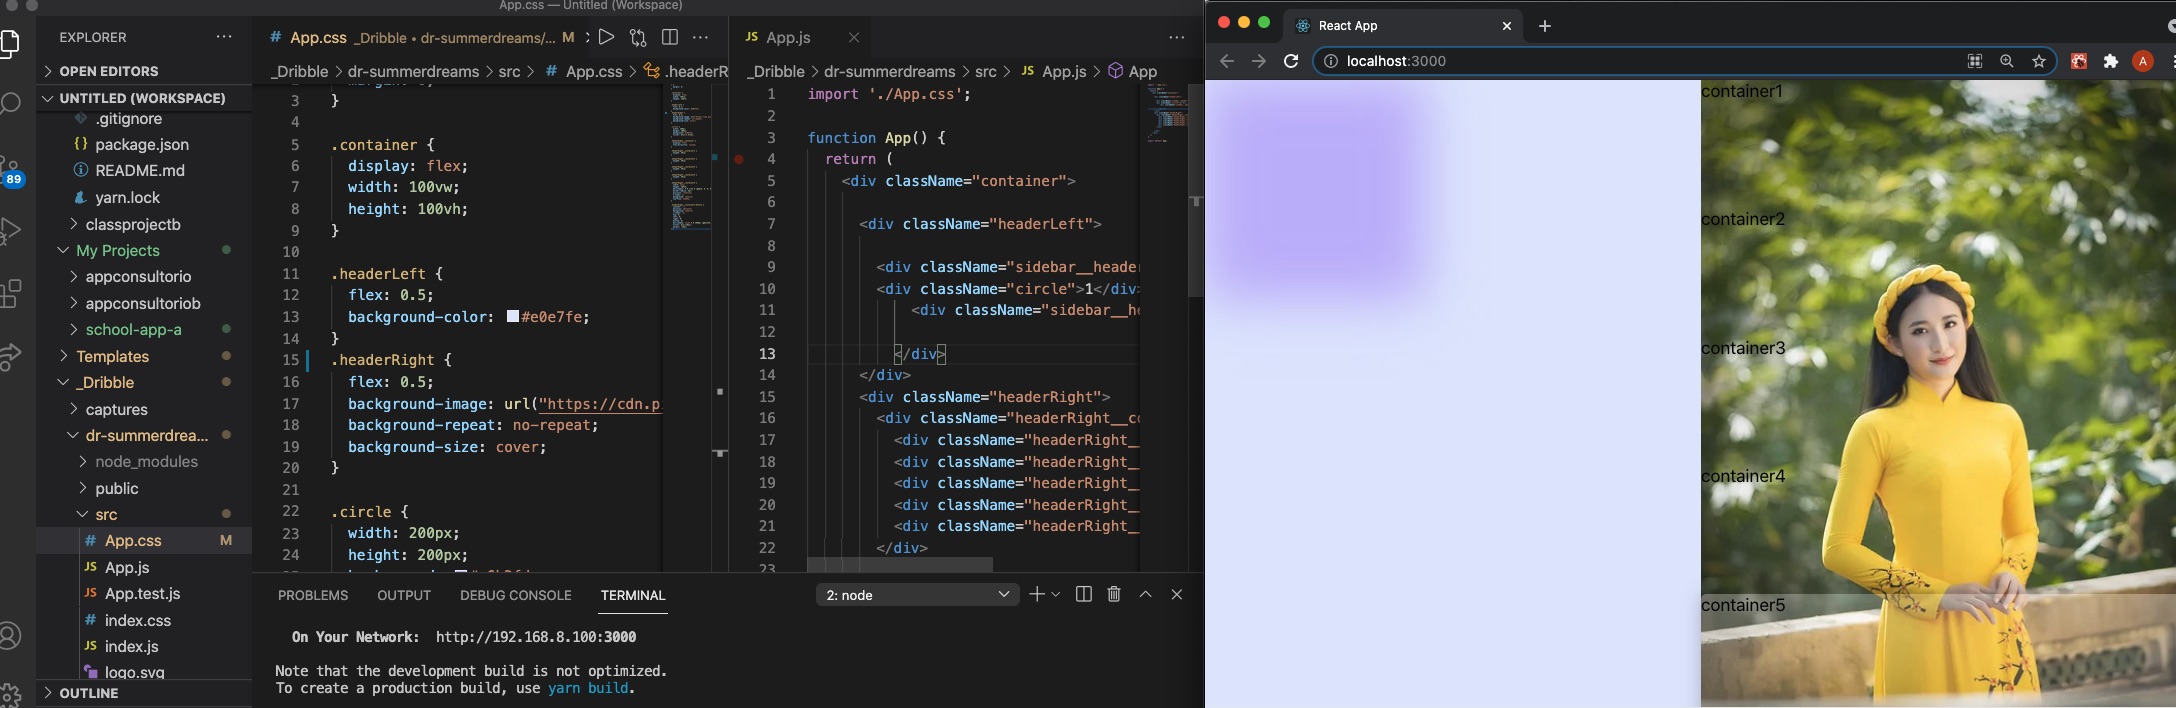 App.css — Untitled (Workspace)
EXPLORER
OPEN EDITORS
UNTITLED (WORKSPACE)
.gitignore
{} package.json
README.md
yarn.lock
classprojectb
My Projects
appconsultorio
appconsultoriob
school-app-a
Templates
_Dribble
captures
dr-summerdrea...
node_modules
public
src
# App.css M
JS App.js
JS App.test.js
# index.css
JS index.js
logo.svg
OUTLINE
89
# App.css _Dribble • dr-summerdreams/... M
_Dribble > dr-summerdreams > src > # App.css > .headerR
3 }
4
5 .container {
6 display: flex;
7 width: 100vw;
8 height: 100vh;
9 }
10
11 .headerLeft {
12 flex: 0.5;
13 background-color: #e0e7fe;
14 }
15 .headerRight {
16 flex: 0.5;
17 background-image: url("https://cdn.p
18 background-repeat: no-repeat;
19 background-size: cover;
20 }
21
22 .circle {
23 width: 200px;
24 height: 200px;
JS App.js
_Dribble > dr-summerdreams > src > JS App.js > App
1 import './App.css';
2
3 function App() {
4 return (
5 <div className="container">
6
7 <div className="headerLeft">
8
9 <div className="sidebar__header
10 <div className="circle">1</div>
11 <div className="sidebar__he
12
13 </div>
14 </div>
15 <div className="headerRight">
16 <div className="headerRight__co
17 <div className="headerRight__
18 <div className="headerRight__
19 <div className="headerRight__
20 <div className="headerRight__
21 <div className="headerRight__
22 </div>
23
PROBLEMS OUTPUT DEBUG CONSOLE TERMINAL 2: node
On Your Network: http://192.168.8.100:3000
Note that the development build is not optimized.
To create a production build, use yarn build.
React App
localhost:3000
A
container1
container2
container3
container4
container5